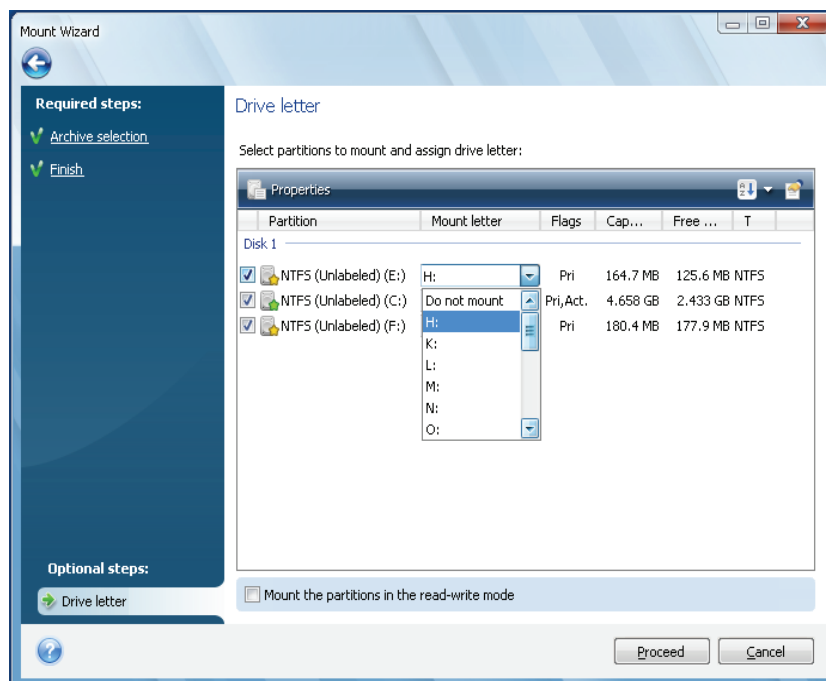 Mount Wizard
Required steps:
Archive selection
Finish
Drive letter
Select partitions to mount and assign drive letter:
Properties
Partition Mount letter Flags Cap... Free ... T
Disk 1
NTFS (Unlabeled) (E:) H: Pri 164.7 MB 125.6 MB NTFS
NTFS (Unlabeled) (C:) Do not mount Pri,Act. 4.658 GB 2.433 GB NTFS
NTFS (Unlabeled) (F:) H: Pri 180.4 MB 177.9 MB NTFS
K:
L:
M:
N:
O:
Optional steps:
Drive letter
Mount the partitions in the read-write mode
Proceed Cancel